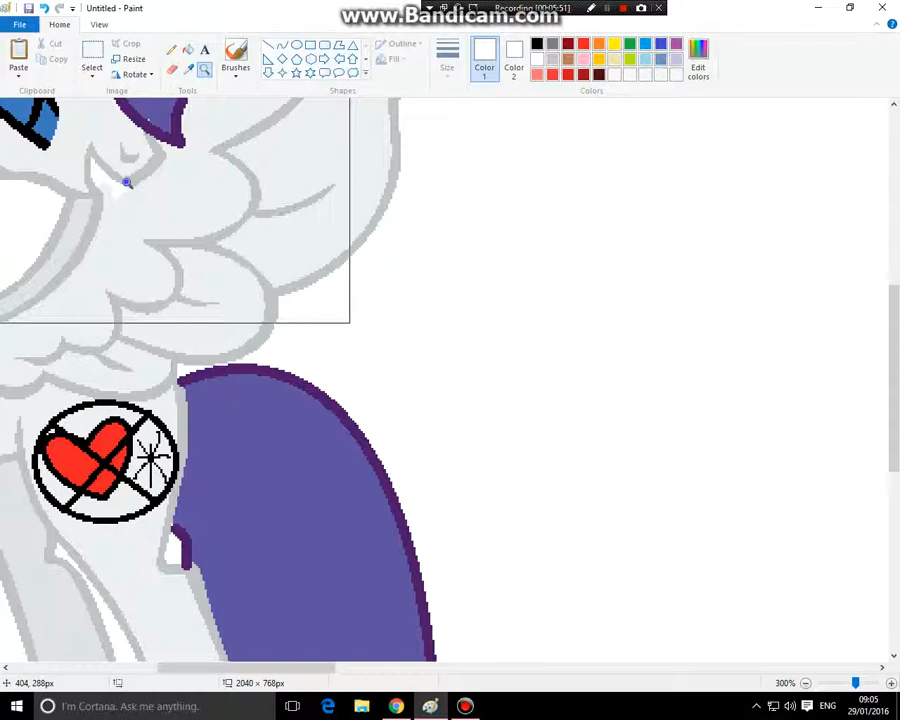 Untitled - Paint
www.Bandicam.com
Recording [00:05:51]
File
Home
View
Paste
Cut
Copy
Clipboard
Select
Crop
Resize
Rotate
Image
Tools
Brushes
Outline
Fill
Shapes
Size
Color 1
Color 2
Edit colors
Colors
404, 288px
2040 × 768px
300%
I'm Cortana. Ask me anything.
ENG
09:05
29/01/2016